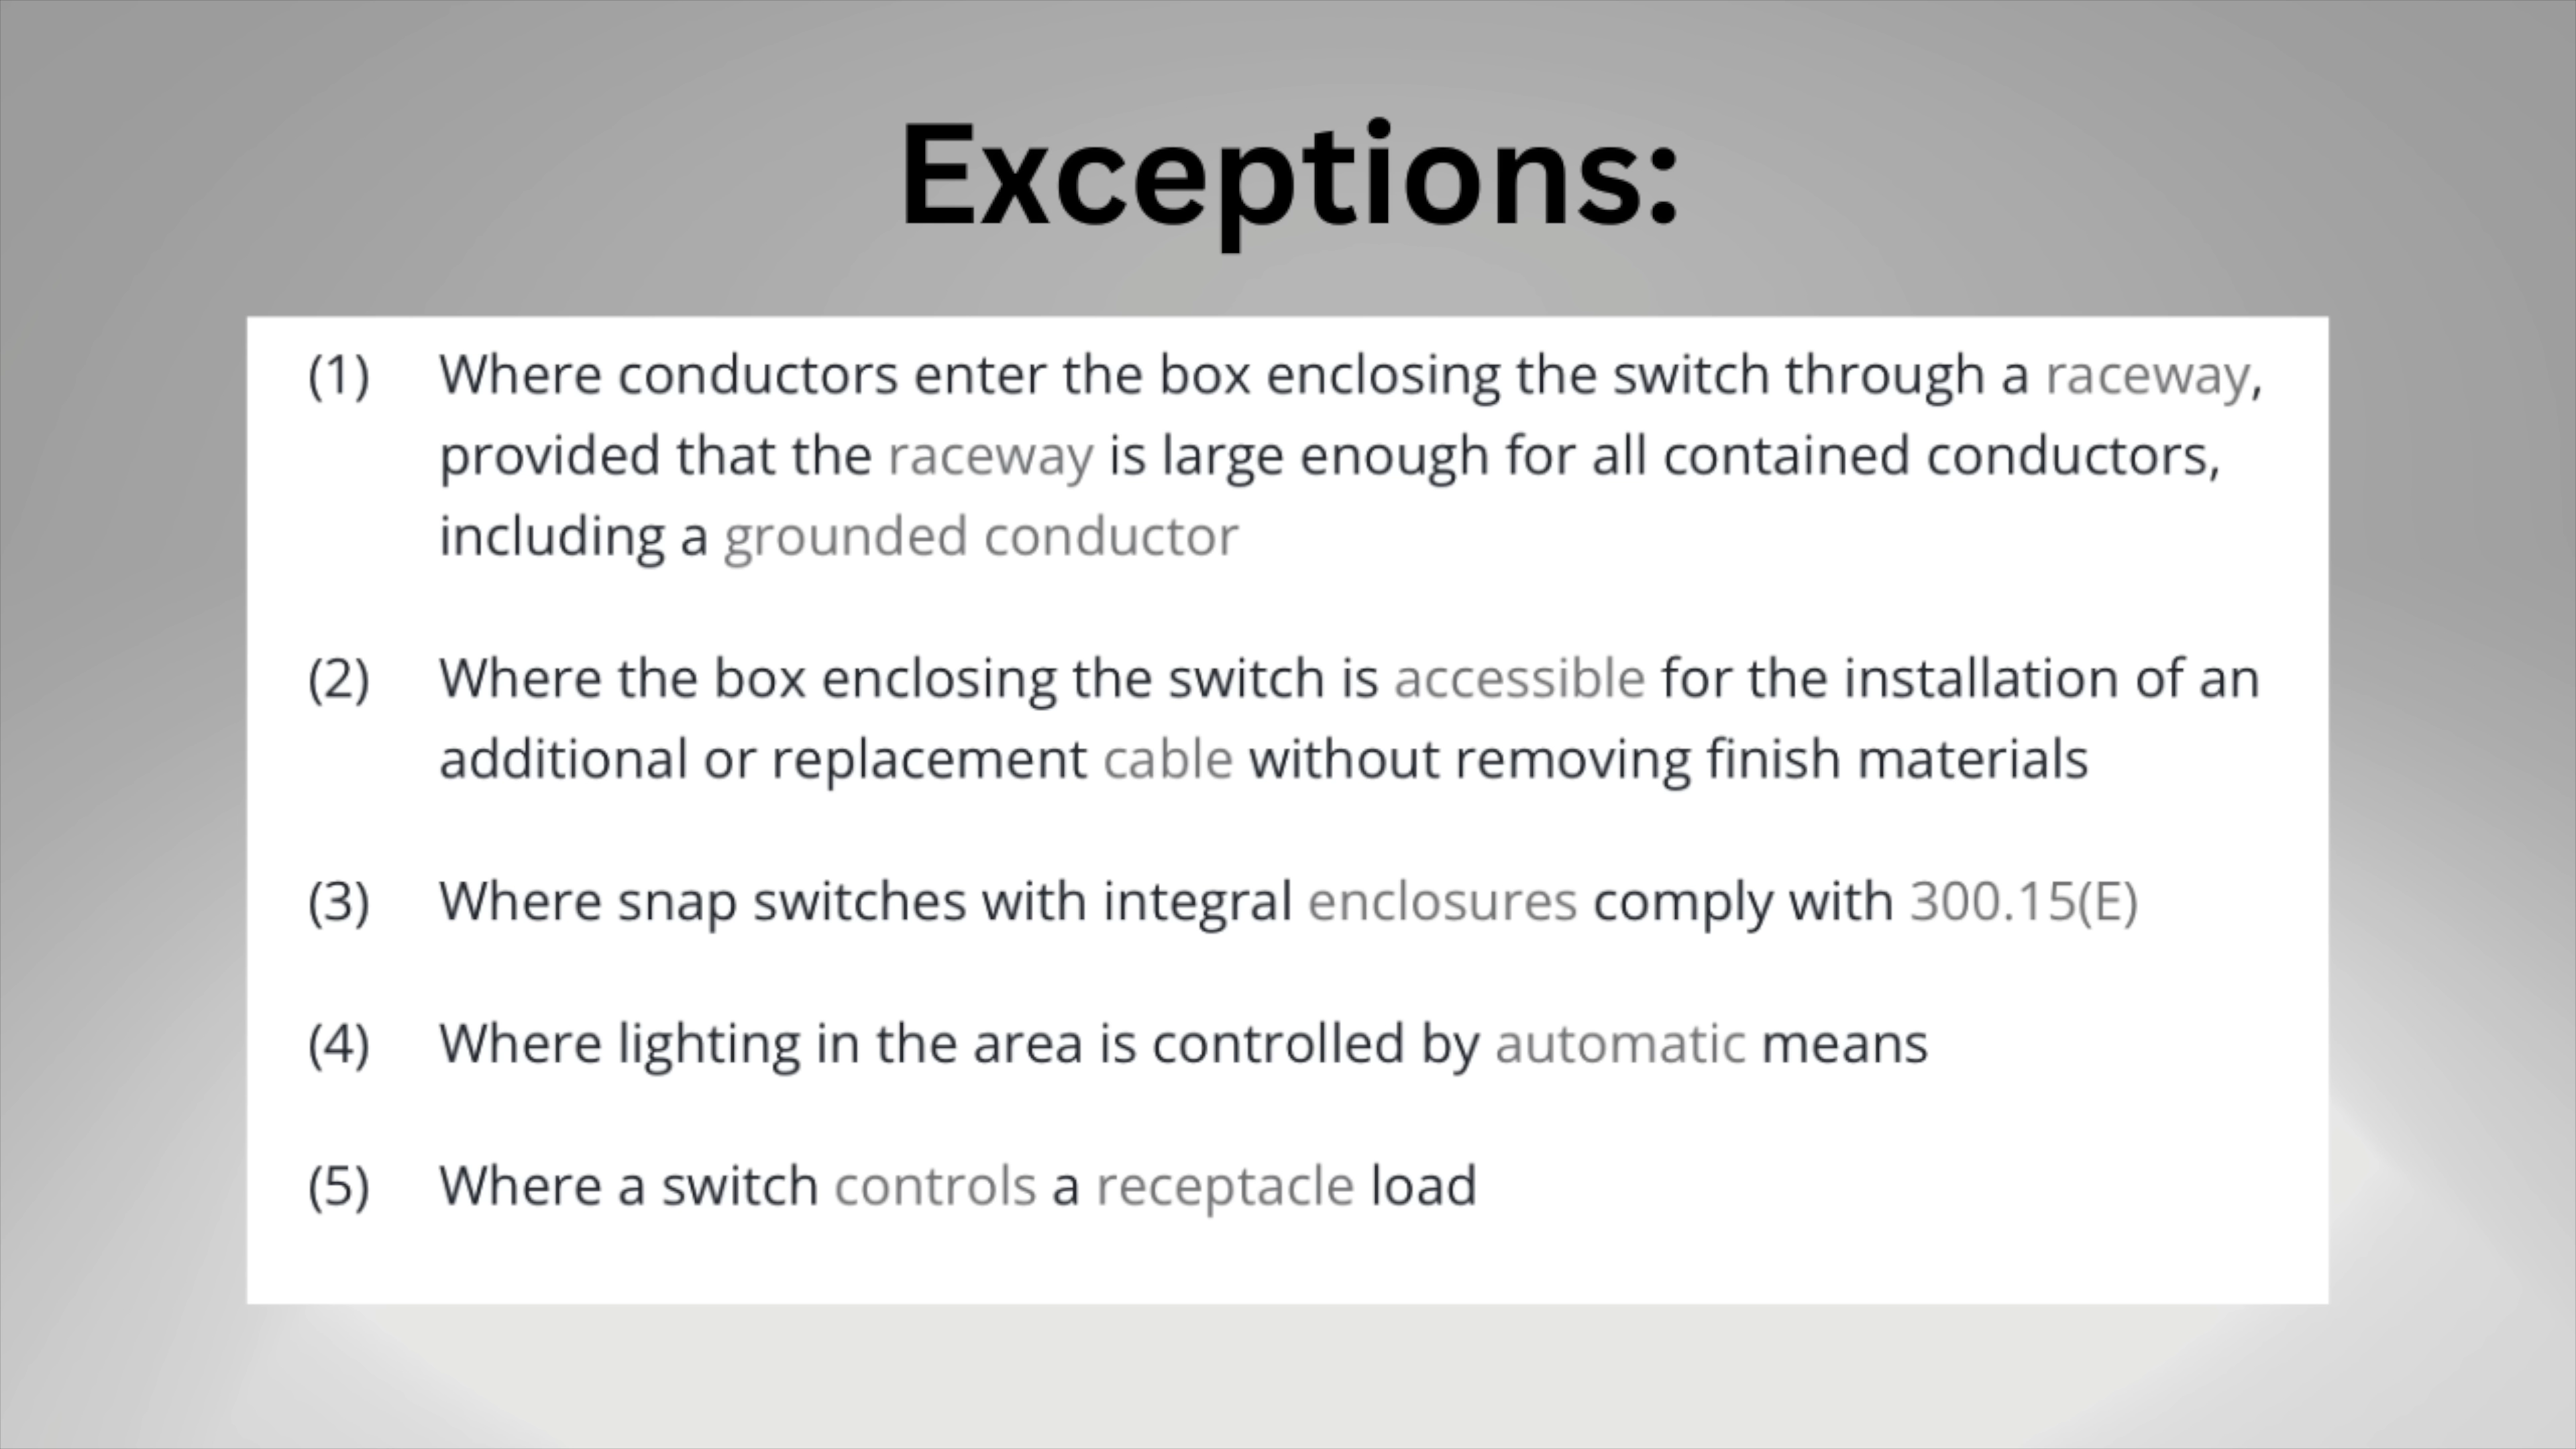 Exceptions:
(1) Where conductors enter the box enclosing the switch through a raceway,
provided that the raceway is large enough for all contained conductors,
including a grounded conductor
(2) Where the box enclosing the switch is accessible for the installation of an
additional or replacement cable without removing finish materials
(3) Where snap switches with integral enclosures comply with 300.15(E)
(4) Where lighting in the area is controlled by automatic means
(5) Where a switch controls a receptacle load